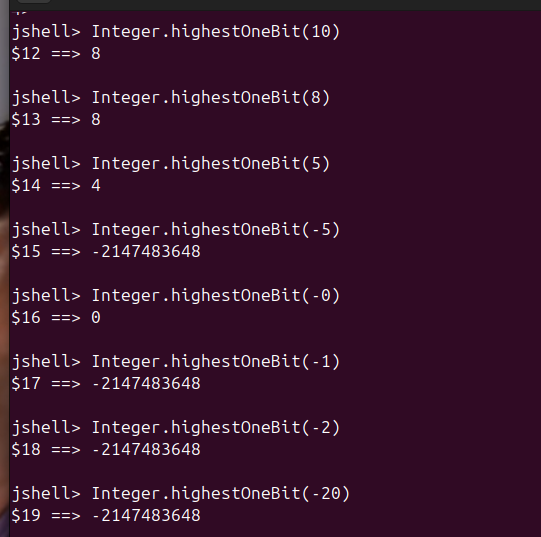 jshell> Integer.highestOneBit(10)
$12 ==> 8
jshell> Integer.highestOneBit(8)
$13 ==> 8
jshell> Integer.highestOneBit(5)
$14 ==> 4
jshell> Integer.highestOneBit(-5)
$15 ==> -2147483648
jshell> Integer.highestOneBit(-0)
$16 ==> 0
jshell> Integer.highestOneBit(-1)
$17 ==> -2147483648
jshell> Integer.highestOneBit(-2)
$18 ==> -2147483648
jshell> Integer.highestOneBit(-20)
$19 ==> -2147483648